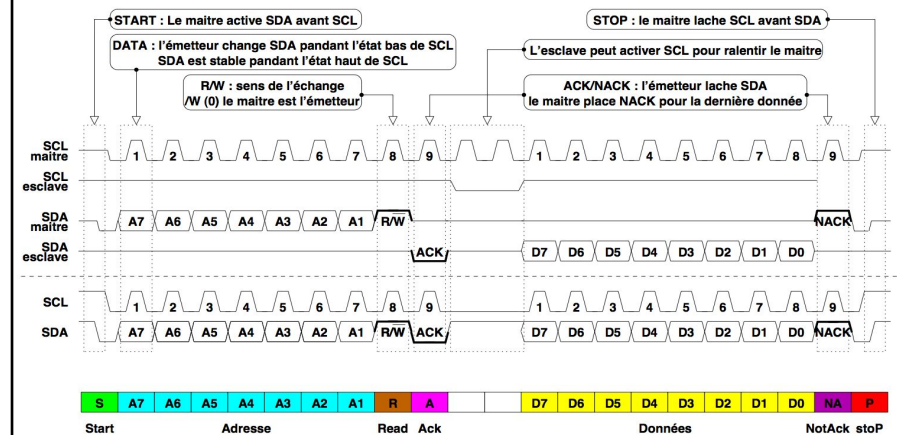 START : Le maitre active SDA avant SCL
STOP : le maitre lache SCL avant SDA
DATA : l'émetteur change SDA pandant l'état bas de SCL
SDA est stable pandant l'état haut de SCL
L'esclave peut activer SCL pour ralentir le maitre
R/W : sens de l'échange
/W (0) le maitre est l'émetteur
ACK/NACK : l'émetteur lache SDA
le maitre place NACK pour la dernière donnée
SCL
maitre
1 2 3 4 5 6 7 8 9 1 2 3 4 5 6 7 8 9
SCL
esclave
SDA
maitre
A7 A6 A5 A4 A3 A2 A1 R/W NACK
SDA
esclave
ACK D7 D6 D5 D4 D3 D2 D1 D0
SCL
1 2 3 4 5 6 7 8 9 1 2 3 4 5 6 7 8 9
SDA
A7 A6 A5 A4 A3 A2 A1 R/W ACK D7 D6 D5 D4 D3 D2 D1 D0 NACK
S A7 A6 A5 A4 A3 A2 A1 R A D7 D6 D5 D4 D3 D2 D1 D0 NA P
Start Adresse Read Ack Données NotAck stoP